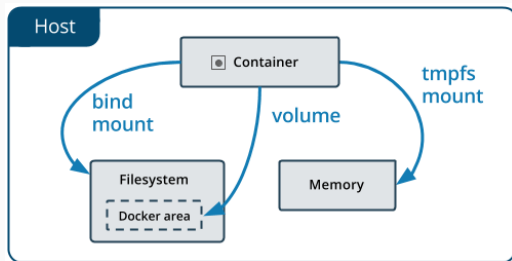 Host
Container
bind
mount
volume
tmpfs
mount
Filesystem
Docker area
Memory